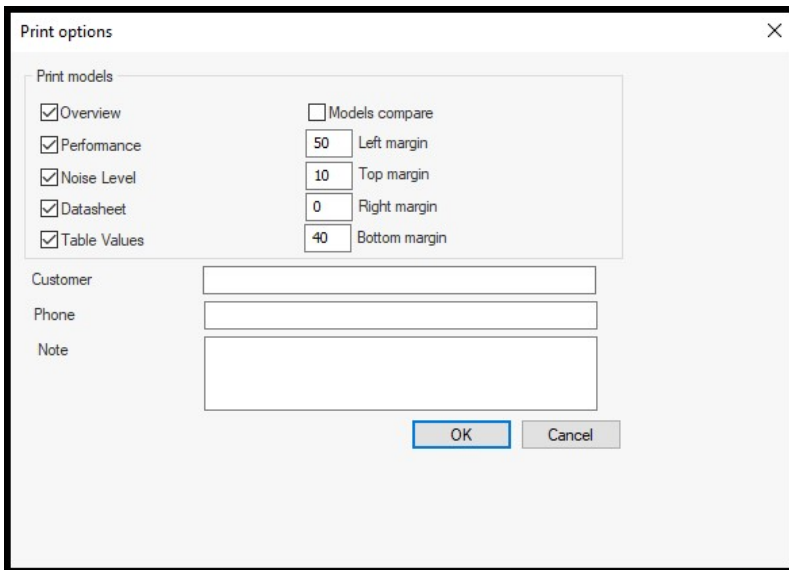 Print options
Print models
Overview
Models compare
Performance
50 Left margin
Noise Level
10 Top margin
Datasheet
0 Right margin
Table Values
40 Bottom margin
Customer
Phone
Note
OK
Cancel